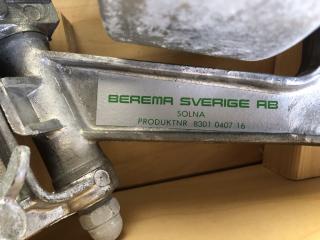 BEREMA SVERIGE AB
SOLNA
PRODUKTNR. 8301 0407 16